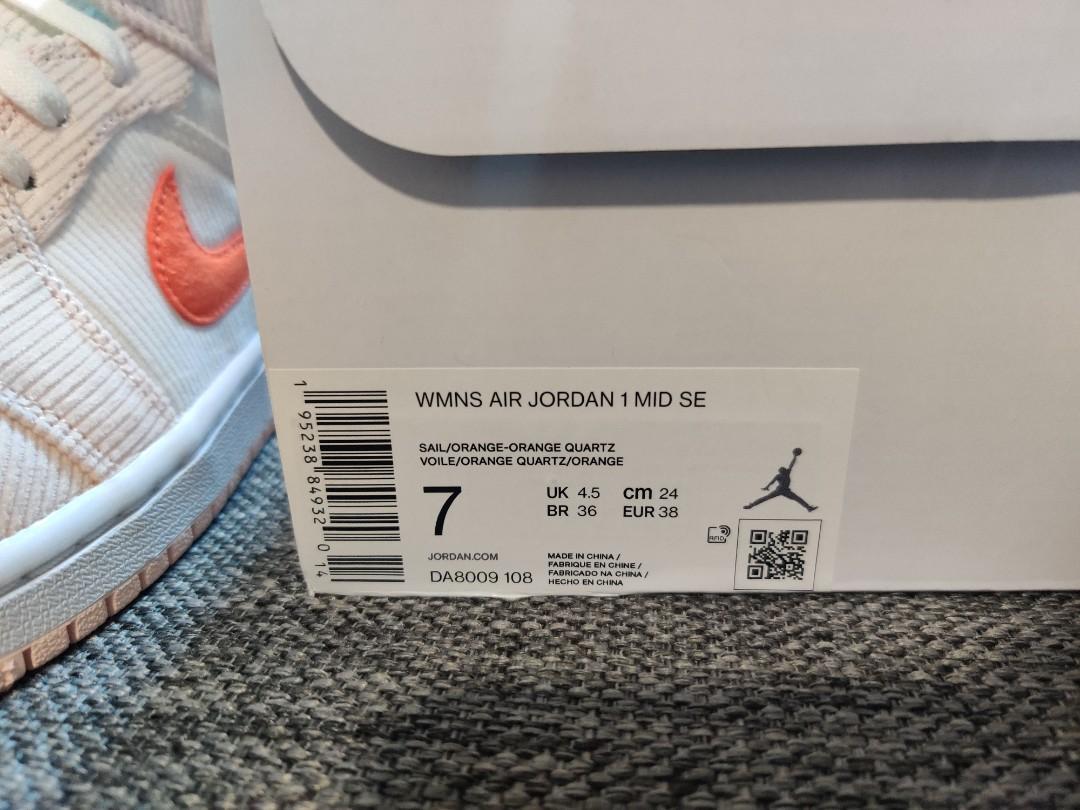 WMNS AIR JORDAN 1 MID SE
SAIL/ORANGE-ORANGE QUARTZ
VOILE/ORANGE QUARTZ/ORANGE
7
UK 4.5 cm 24
BR 36 EUR 38
JORDAN.COM
DA8009 108
MADE IN CHINA /
FABRIQUE EN CHINE /
FABRICADO NA CHINA /
HECHO EN CHINA
RFID
1 95238 84932 0 14